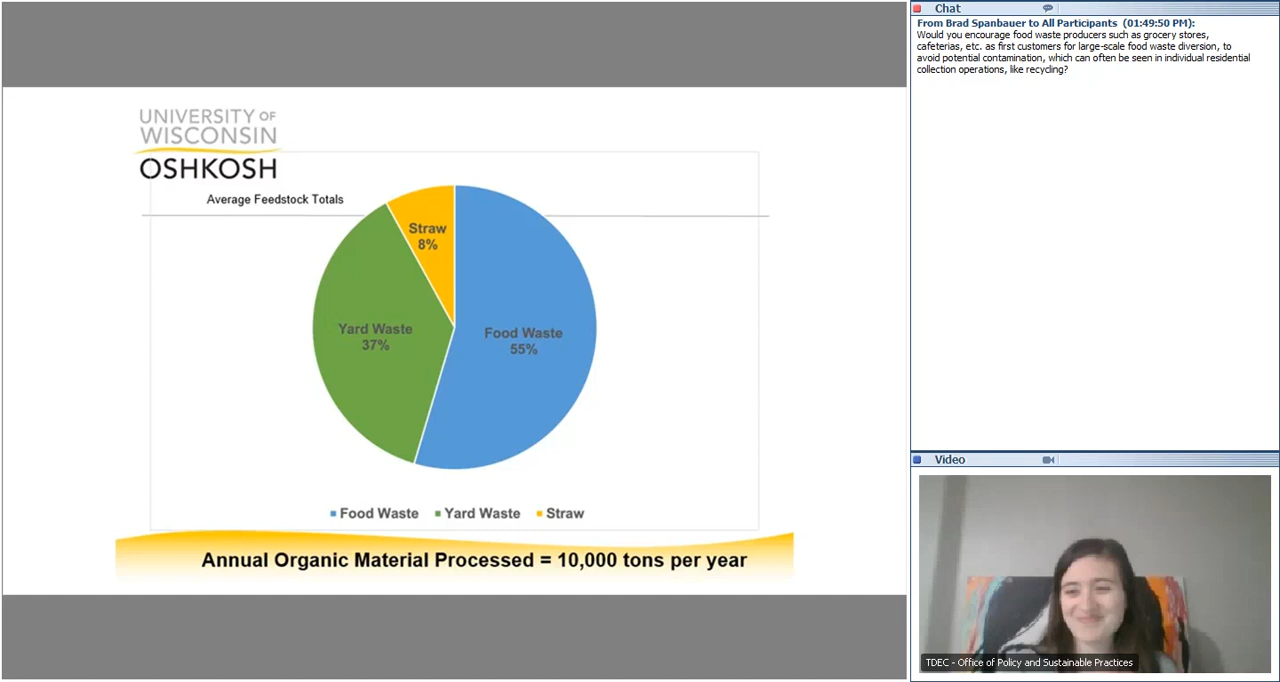 UNIVERSITY OF
WISCONSIN
OSHKOSH
Average Feedstock Totals
Straw
8%
Yard Waste
37%
Food Waste
55%
Food Waste
Yard Waste
Straw
Annual Organic Material Processed = 10,000 tons per year
Chat
From Brad Spanbauer to All Participants (01:49:50 PM):
Would you encourage food waste producers such as grocery stores,
cafeterias, etc. as first customers for large-scale food waste diversion, to
avoid potential contamination, which can often be seen in individual residential
collection operations, like recycling?
Video
TDEC - Office of Policy and Sustainable Practices